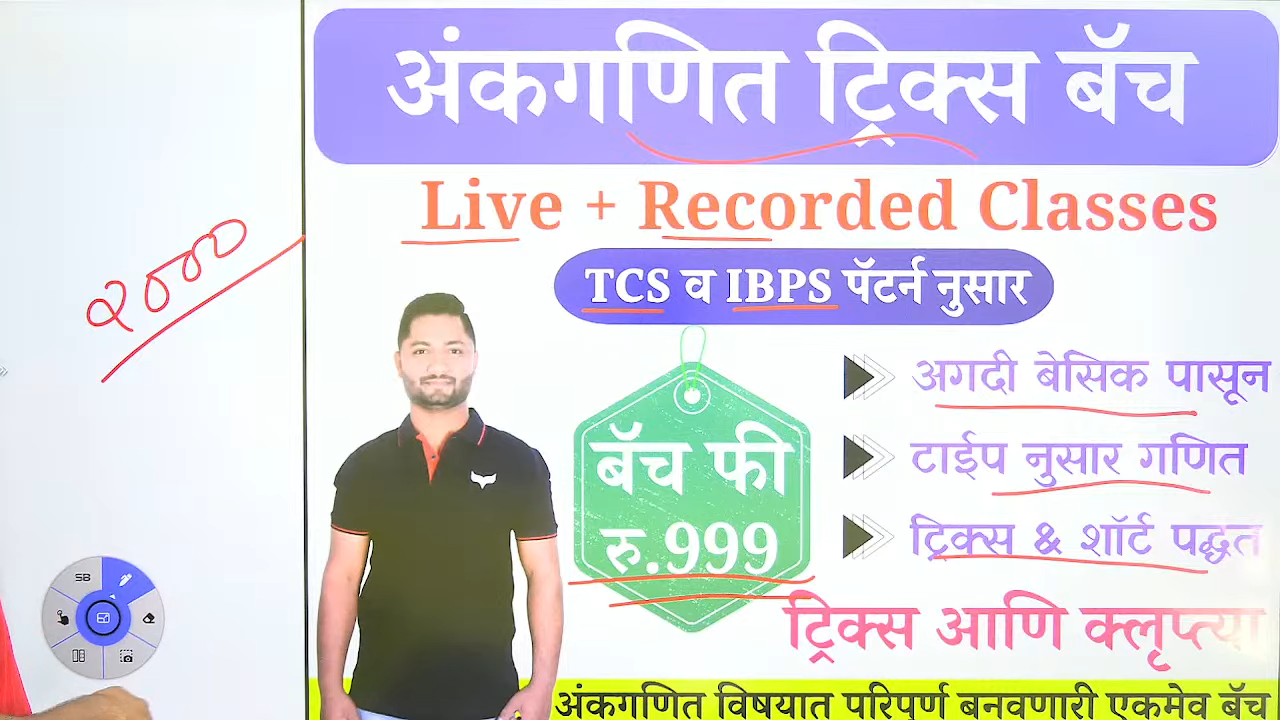 अंकगणित ट्रिक्स बॅच
Live + Recorded Classes
TCS व IBPS पॅटर्न नुसार
२०००
अगदी बेसिक पासून
बॅच फी
रु.999
टाईप नुसार गणित
ट्रिक्स & शॉर्ट पद्धत
ट्रिक्स आणि क्लृप्त्या
SB
अंकगणित विषयात परिपूर्ण बनवणारी एकमेव बॅच